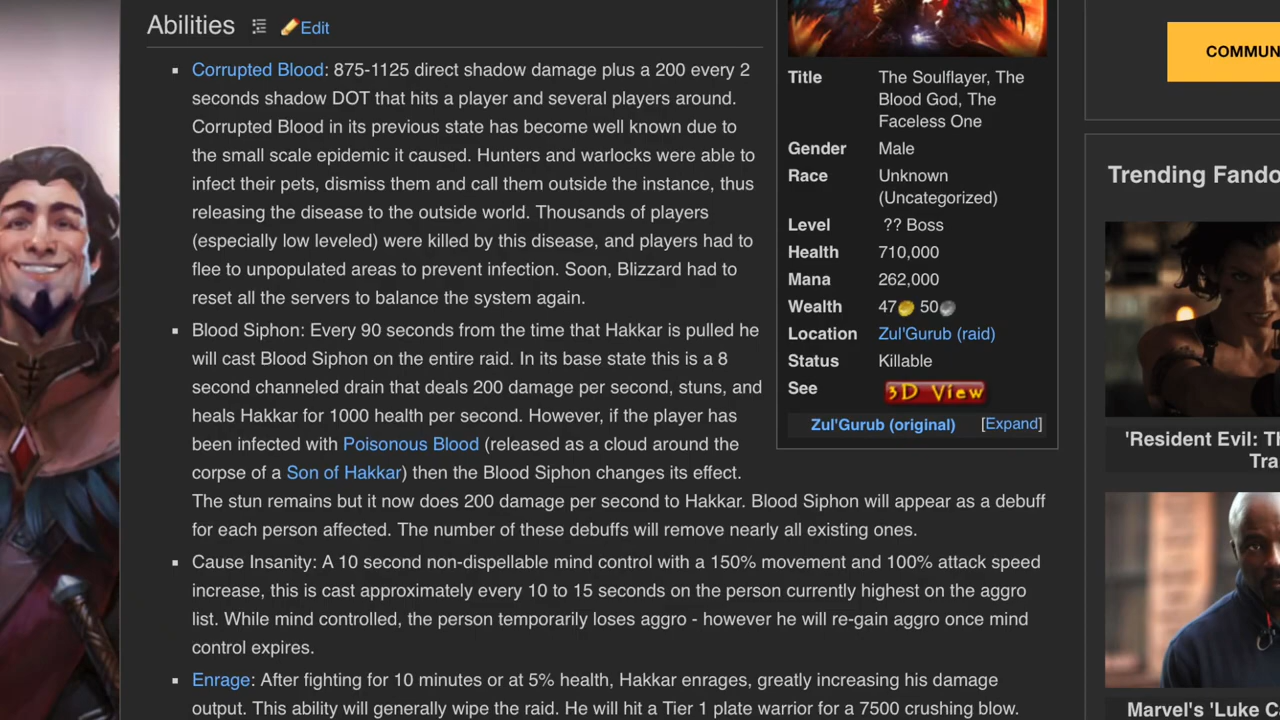 Abilities Edit
Corrupted Blood: 875-1125 direct shadow damage plus a 200 every 2
seconds shadow DOT that hits a player and several players around.
Corrupted Blood in its previous state has become well known due to
the small scale epidemic it caused. Hunters and warlocks were able to
infect their pets, dismiss them and call them outside the instance, thus
releasing the disease to the outside world. Thousands of players
(especially low leveled) were killed by this disease, and players had to
flee to unpopulated areas to prevent infection. Soon, Blizzard had to
reset all the servers to balance the system again.
Blood Siphon: Every 90 seconds from the time that Hakkar is pulled he
will cast Blood Siphon on the entire raid. In its base state this is a 8
second channeled drain that deals 200 damage per second, stuns, and
heals Hakkar for 1000 health per second. However, if the player has
been infected with Poisonous Blood (released as a cloud around the
corpse of a Son of Hakkar) then the Blood Siphon changes its effect.
The stun remains but it now does 200 damage per second to Hakkar. Blood Siphon will appear as a debuff
for each person affected. The number of these debuffs will remove nearly all existing ones.
Cause Insanity: A 10 second non-dispellable mind control with a 150% movement and 100% attack speed
increase, this is cast approximately every 10 to 15 seconds on the person currently highest on the aggro
list. While mind controlled, the person temporarily loses aggro - however he will re-gain aggro once mind
control expires.
Enrage: After fighting for 10 minutes or at 5% health, Hakkar enrages, greatly increasing his damage
output. This ability will generally wipe the raid. He will hit a Tier 1 plate warrior for a 7500 crushing blow.
Title The Soulflayer, The
Blood God, The
Faceless One
Gender Male
Race Unknown
(Uncategorized)
Level ?? Boss
Health 710,000
Mana 262,000
Wealth 47 50
Location Zul'Gurub (raid)
Status Killable
See 3D View
Zul'Gurub (original) [Expand]
COMMUN
Trending Fando
'Resident Evil: Th
Tra
Marvel's 'Luke C